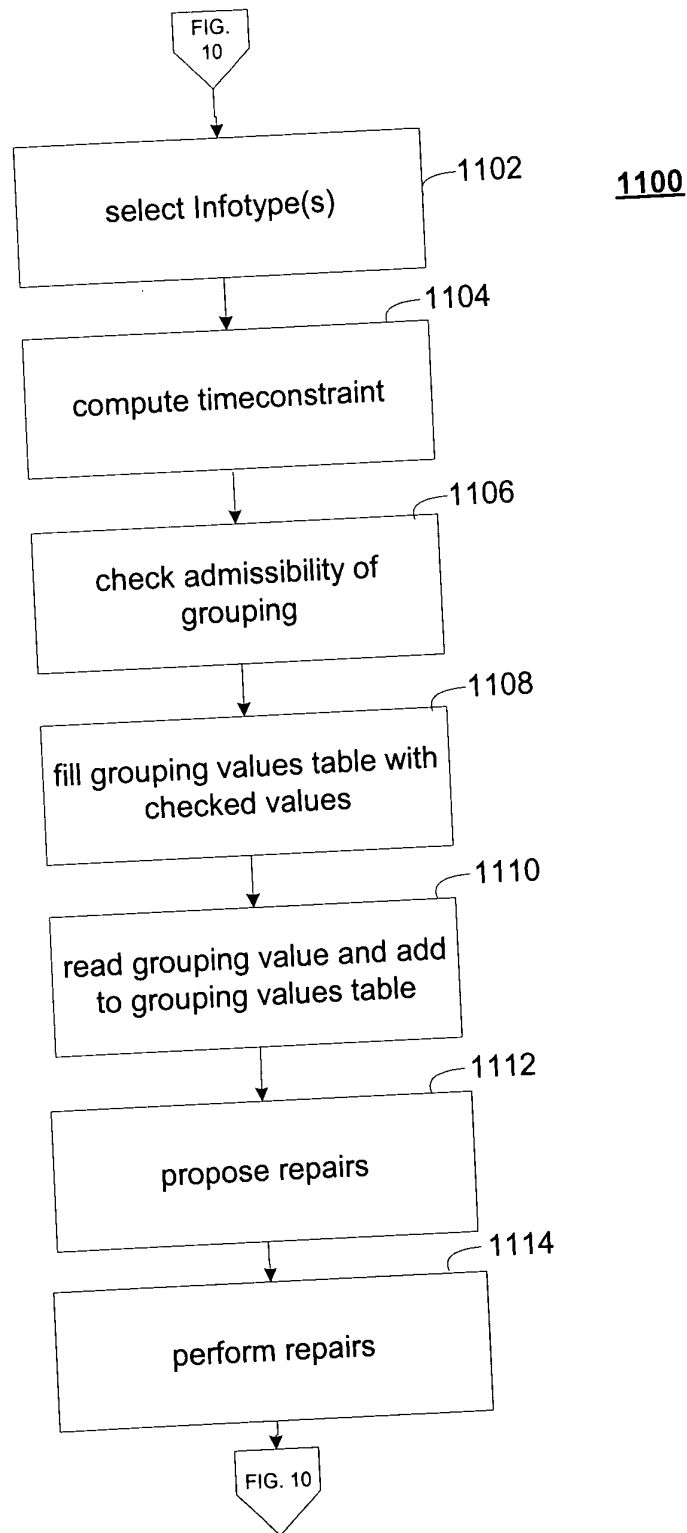 FIG.
10
1102
1100
select Infotype(s)
1104
compute timeconstraint
1106
check admissibility of
grouping
1108
fill grouping values table with
checked values
1110
read grouping value and add
to grouping values table
1112
propose repairs
1114
perform repairs
FIG. 10